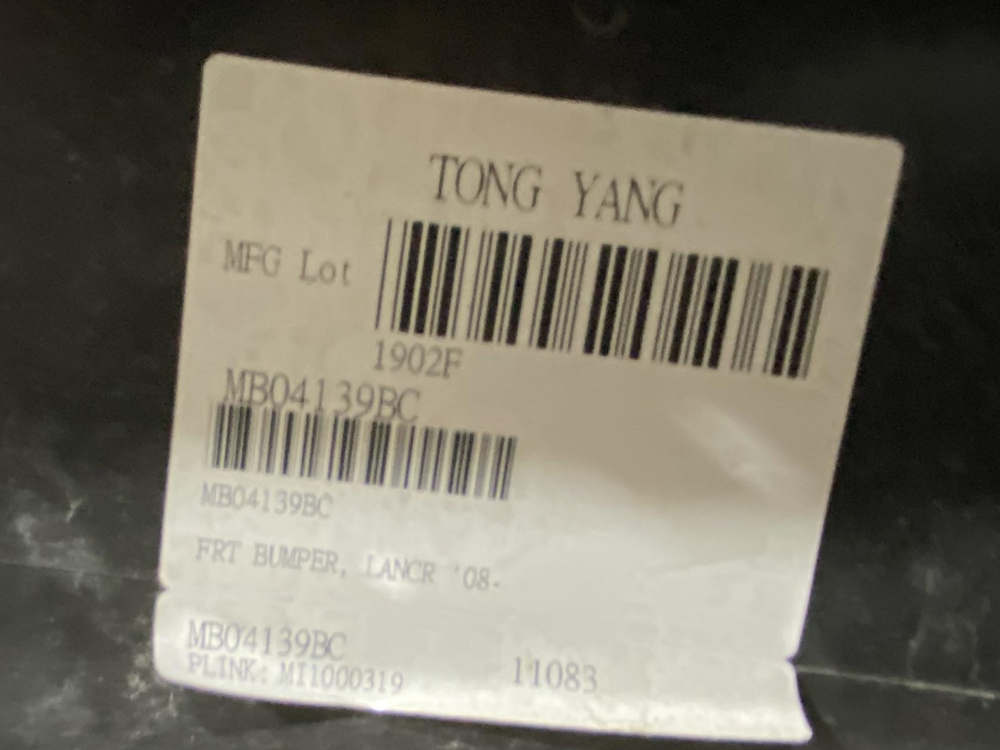 TONG YANG
MFG Lot
1902F
MB04139BC
MB04139BC
FRT BUMPER, LANCR '08-
MB04139BC
PLINK: MI1000319 11083